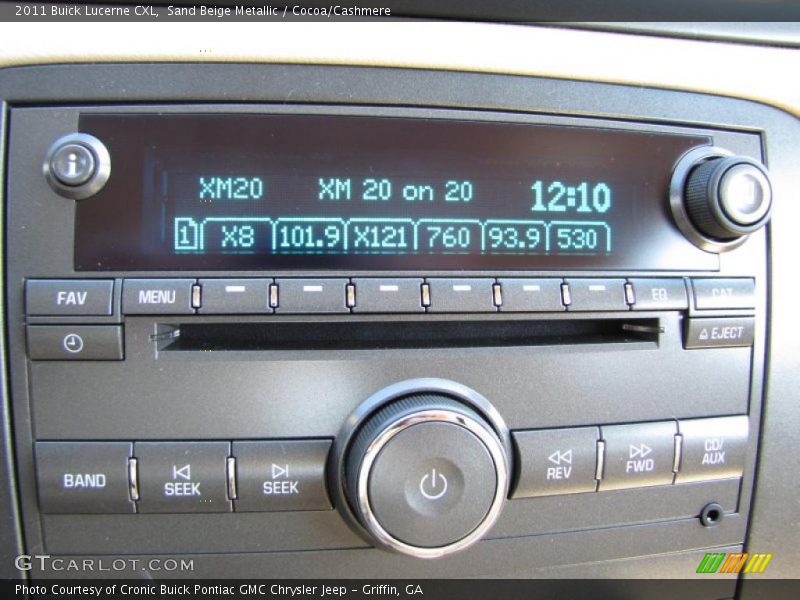 2011 Buick Lucerne CXL, Sand Beige Metallic / Cocoa/Cashmere
i
XM20 XM 20 on 20 12:10
1 X8 101.9 X121 760 93.9 530
FAV MENU EQ CAT
EJECT
BAND SEEK SEEK REV FWD CD/AUX
GTCARLOT.COM
Photo Courtesy of Cronic Buick Pontiac GMC Chrysler Jeep - Griffin, GA